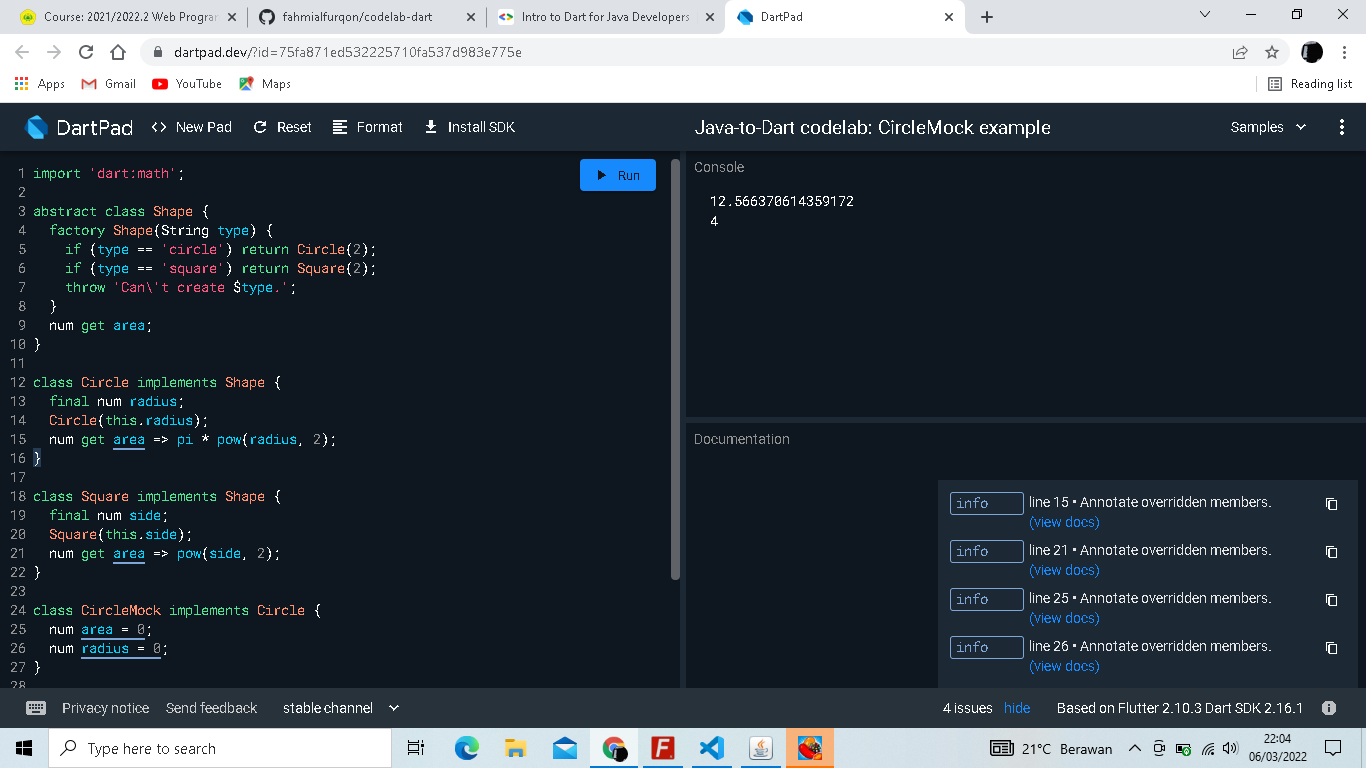 Course: 2021/2022.2 Web Program
fahmialfurqon/codelab-dart
Intro to Dart for Java Developers
DartPad
dartpad.dev/?id=75fa871ed532225710fa537d983e775e
Apps
Gmail
YouTube
Maps
Reading list
DartPad
New Pad
Reset
Format
Install SDK
Java-to-Dart codelab: CircleMock example
Samples
Run
1 import 'dart:math';
2
3 abstract class Shape {
4 factory Shape(String type) {
5 if (type == 'circle') return Circle(2);
6 if (type == 'square') return Square(2);
7 throw 'Can\'t create $type.';
8 }
9 num get area;
10 }
11
12 class Circle implements Shape {
13 final num radius;
14 Circle(this.radius);
15 num get area => pi * pow(radius, 2);
16 }
17
18 class Square implements Shape {
19 final num side;
20 Square(this.side);
21 num get area => pow(side, 2);
22 }
23
24 class CircleMock implements Circle {
25 num area = 0;
26 num radius = 0;
27 }
28
Console
12.566370614359172
4
Documentation
info line 15 • Annotate overridden members.
(view docs)
info line 21 • Annotate overridden members.
(view docs)
info line 25 • Annotate overridden members.
(view docs)
info line 26 • Annotate overridden members.
(view docs)
Privacy notice
Send feedback
stable channel
4 issues hide
Based on Flutter 2.10.3 Dart SDK 2.16.1
Type here to search
21°C Berawan
22:04
06/03/2022